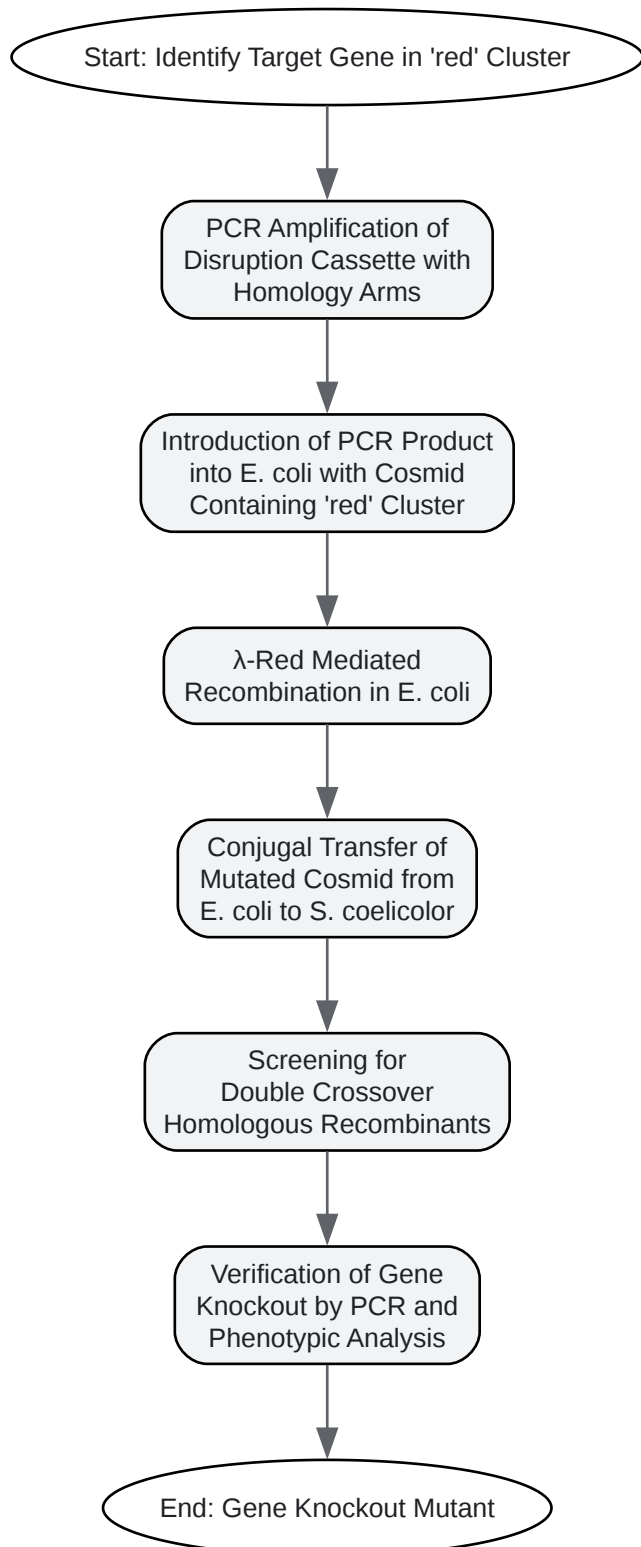 Start: Identify Target Gene in 'red' Cluster
PCR Amplification of
Disruption Cassette with
Homology Arms
Introduction of PCR Product
into E. coli with Cosmid
Containing 'red' Cluster
λ-Red Mediated
Recombination in E. coli
Conjugal Transfer of
Mutated Cosmid from
E. coli to S. coelicolor
Screening for
Double Crossover
Homologous Recombinants
Verification of Gene
Knockout by PCR and
Phenotypic Analysis
End: Gene Knockout Mutant